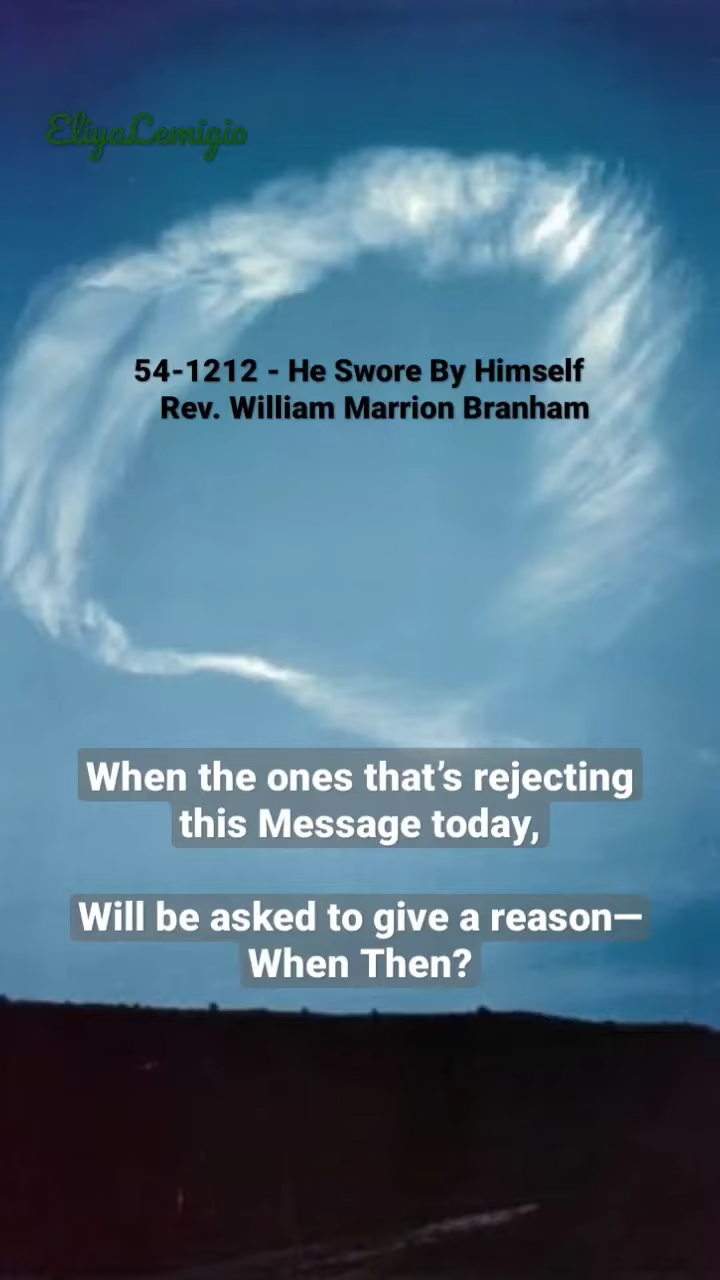 EliyaLemigio
54-1212 - He Swore By Himself
Rev. William Marrion Branham
When the ones that’s rejecting
this Message today,
Will be asked to give a reason—
When Then?